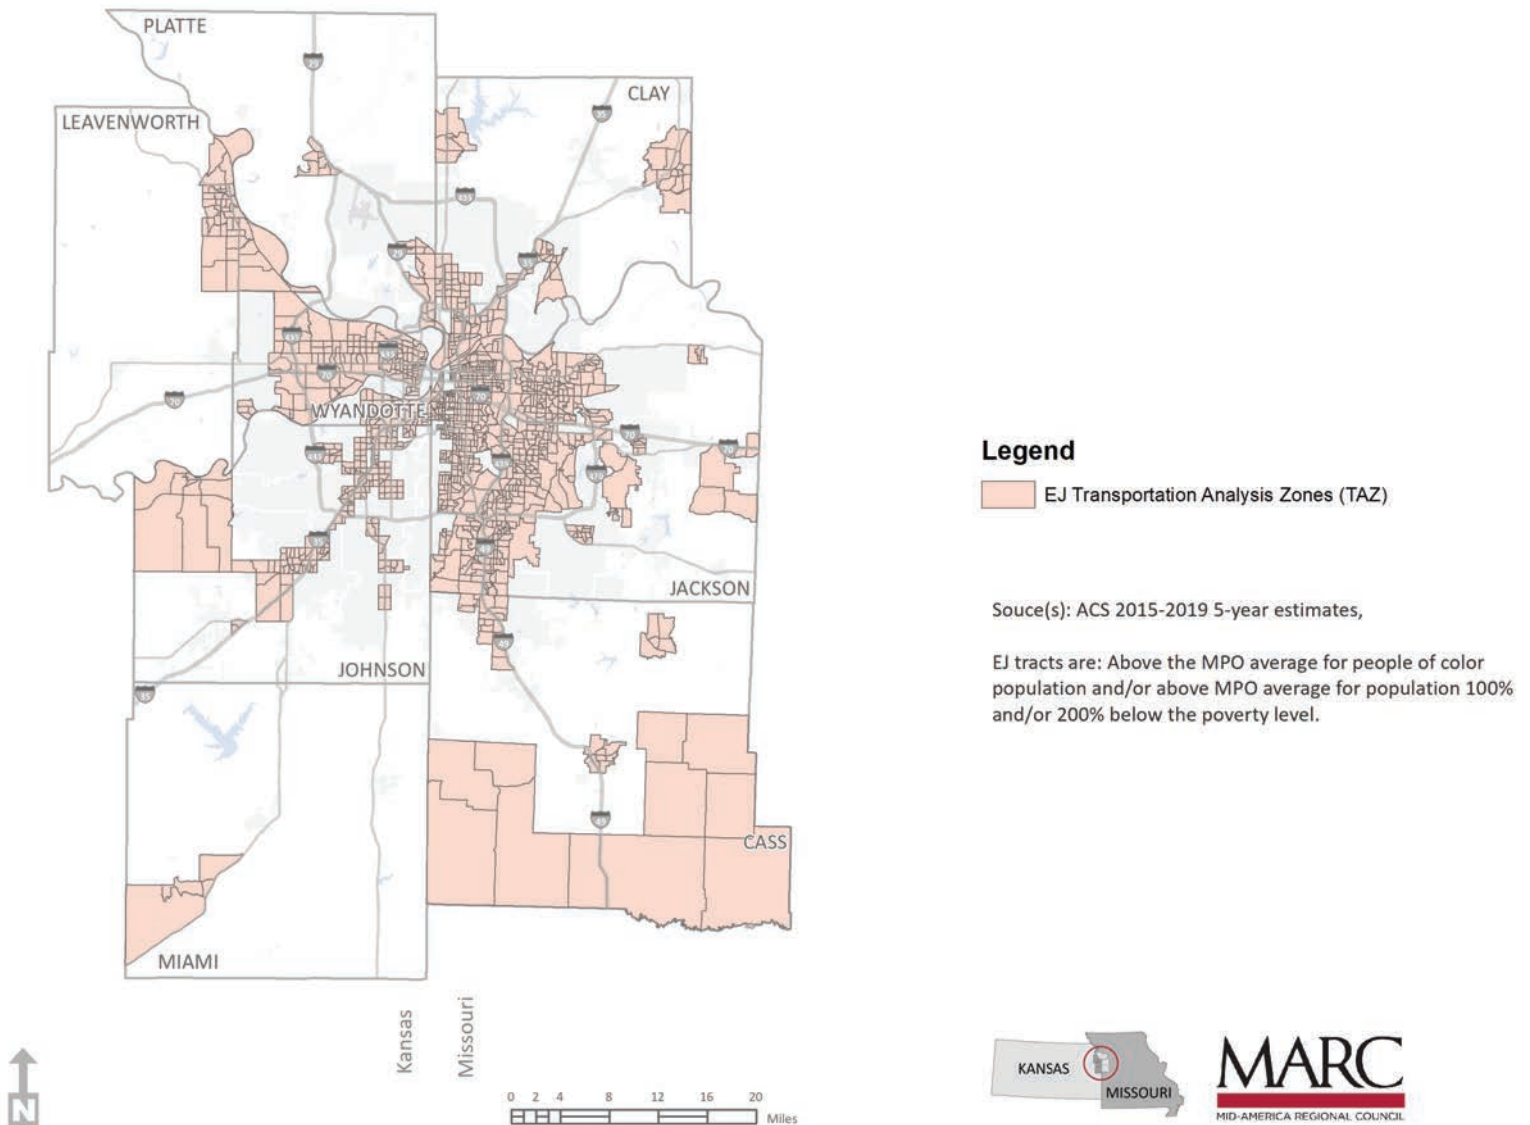 PLATTE
CLAY
LEAVENWORTH
WYANDOTTE
JACKSON
JOHNSON
CASS
MIAMI
Kansas
Missouri
Legend
EJ Transportation Analysis Zones (TAZ)
Souce(s): ACS 2015-2019 5-year estimates,
EJ tracts are: Above the MPO average for people of color
population and/or above MPO average for population 100%
and/or 200% below the poverty level.
N
0 2 4 8 12 16 20
Miles
KANSAS
MISSOURI
MARC
MID-AMERICA REGIONAL COUNCIL